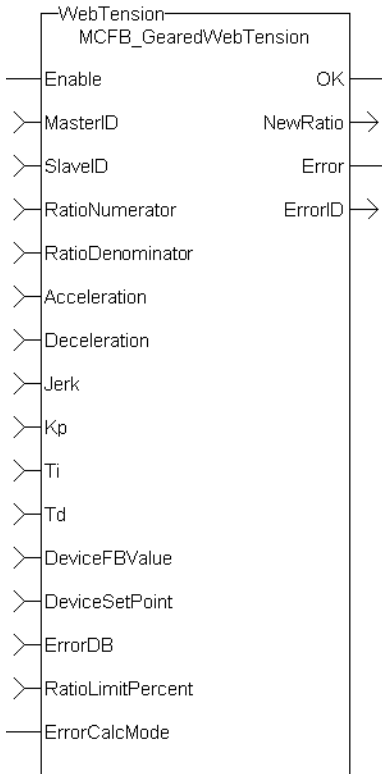 WebTension
MCFB_GearedWebTension
Enable OK
MasterID NewRatio
SlaveID Error
RatioNumerator ErrorID
RatioDenominator
Acceleration
Deceleration
Jerk
Kp
Ti
Td
DeviceFBValue
DeviceSetPoint
ErrorDB
RatioLimitPercent
ErrorCalcMode